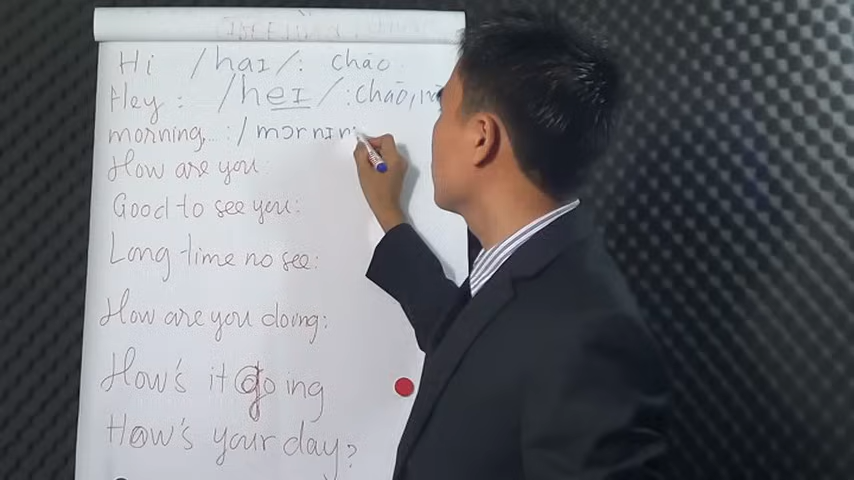 Hi /haɪ/: chào
Hey : /heɪ/ :chào,
morning, :/mɔrnɪn
How are you:
Good to see you:
Long time no see:
How are you doing:
How's it going
How's your day?